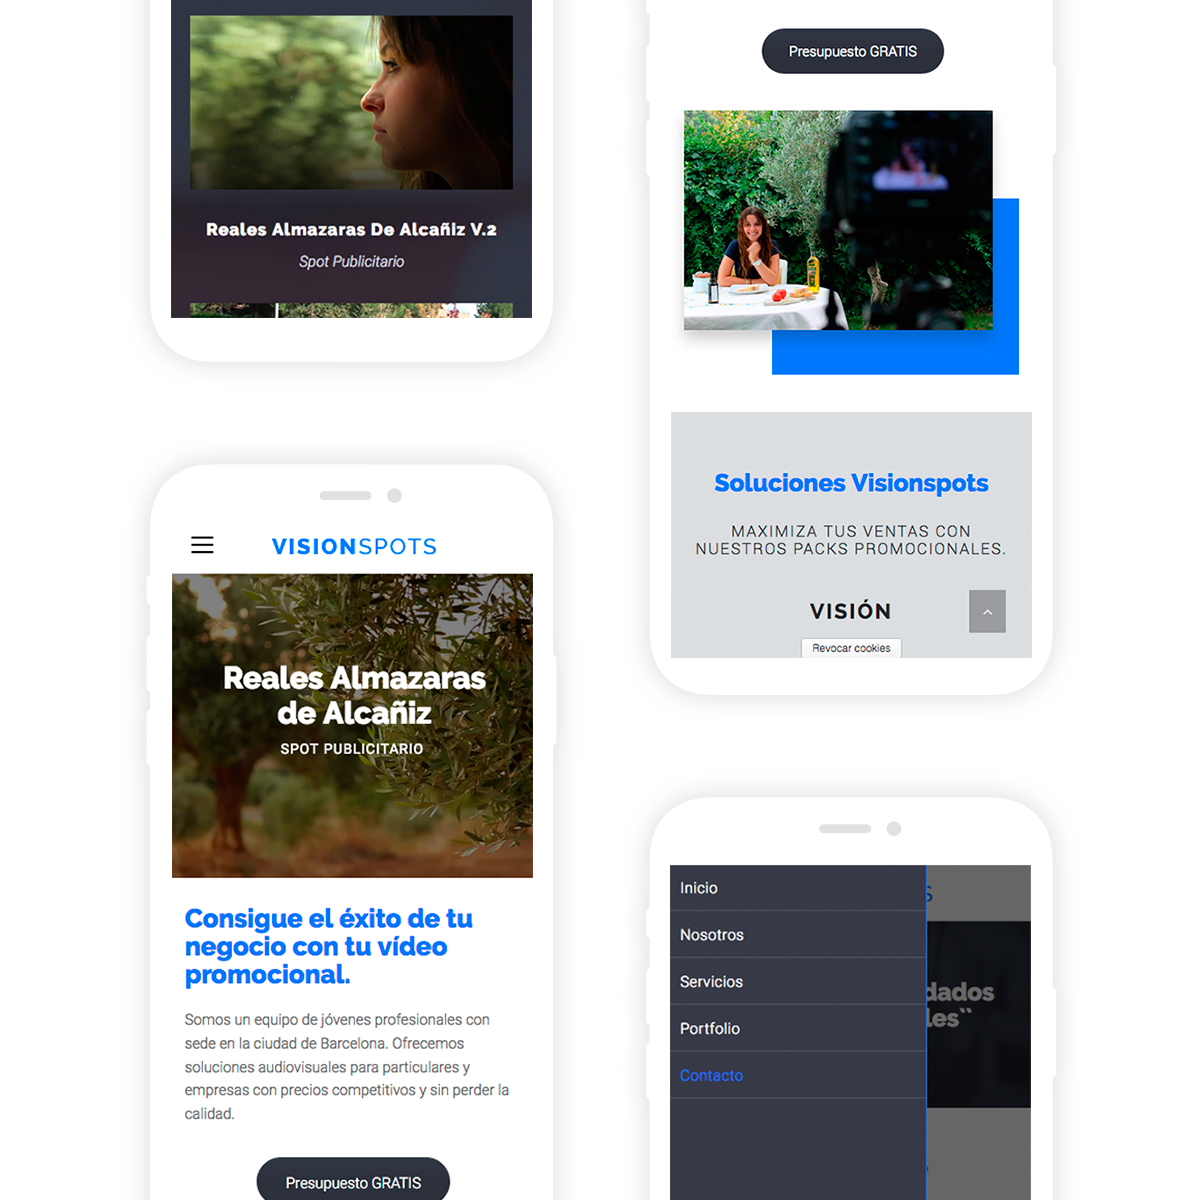 Reales Almazaras De Alcañiz V.2
Spot Publicitario
VISIONSPOTS
Reales Almazaras
de Alcañiz
SPOT PUBLICITARIO
Consigue el éxito de tu
negocio con tu vídeo
promocional.
Somos un equipo de jóvenes profesionales con
sede en la ciudad de Barcelona. Ofrecemos
soluciones audiovisuales para particulares y
empresas con precios competitivos y sin perder la
calidad.
Presupuesto GRATIS
Presupuesto GRATIS
Soluciones Visionspots
MAXIMIZA TUS VENTAS CON
NUESTROS PACKS PROMOCIONALES.
VISIÓN
Revocar cookies
Inicio
Nosotros
Servicios
Portfolio
Contacto
S
dados
les``